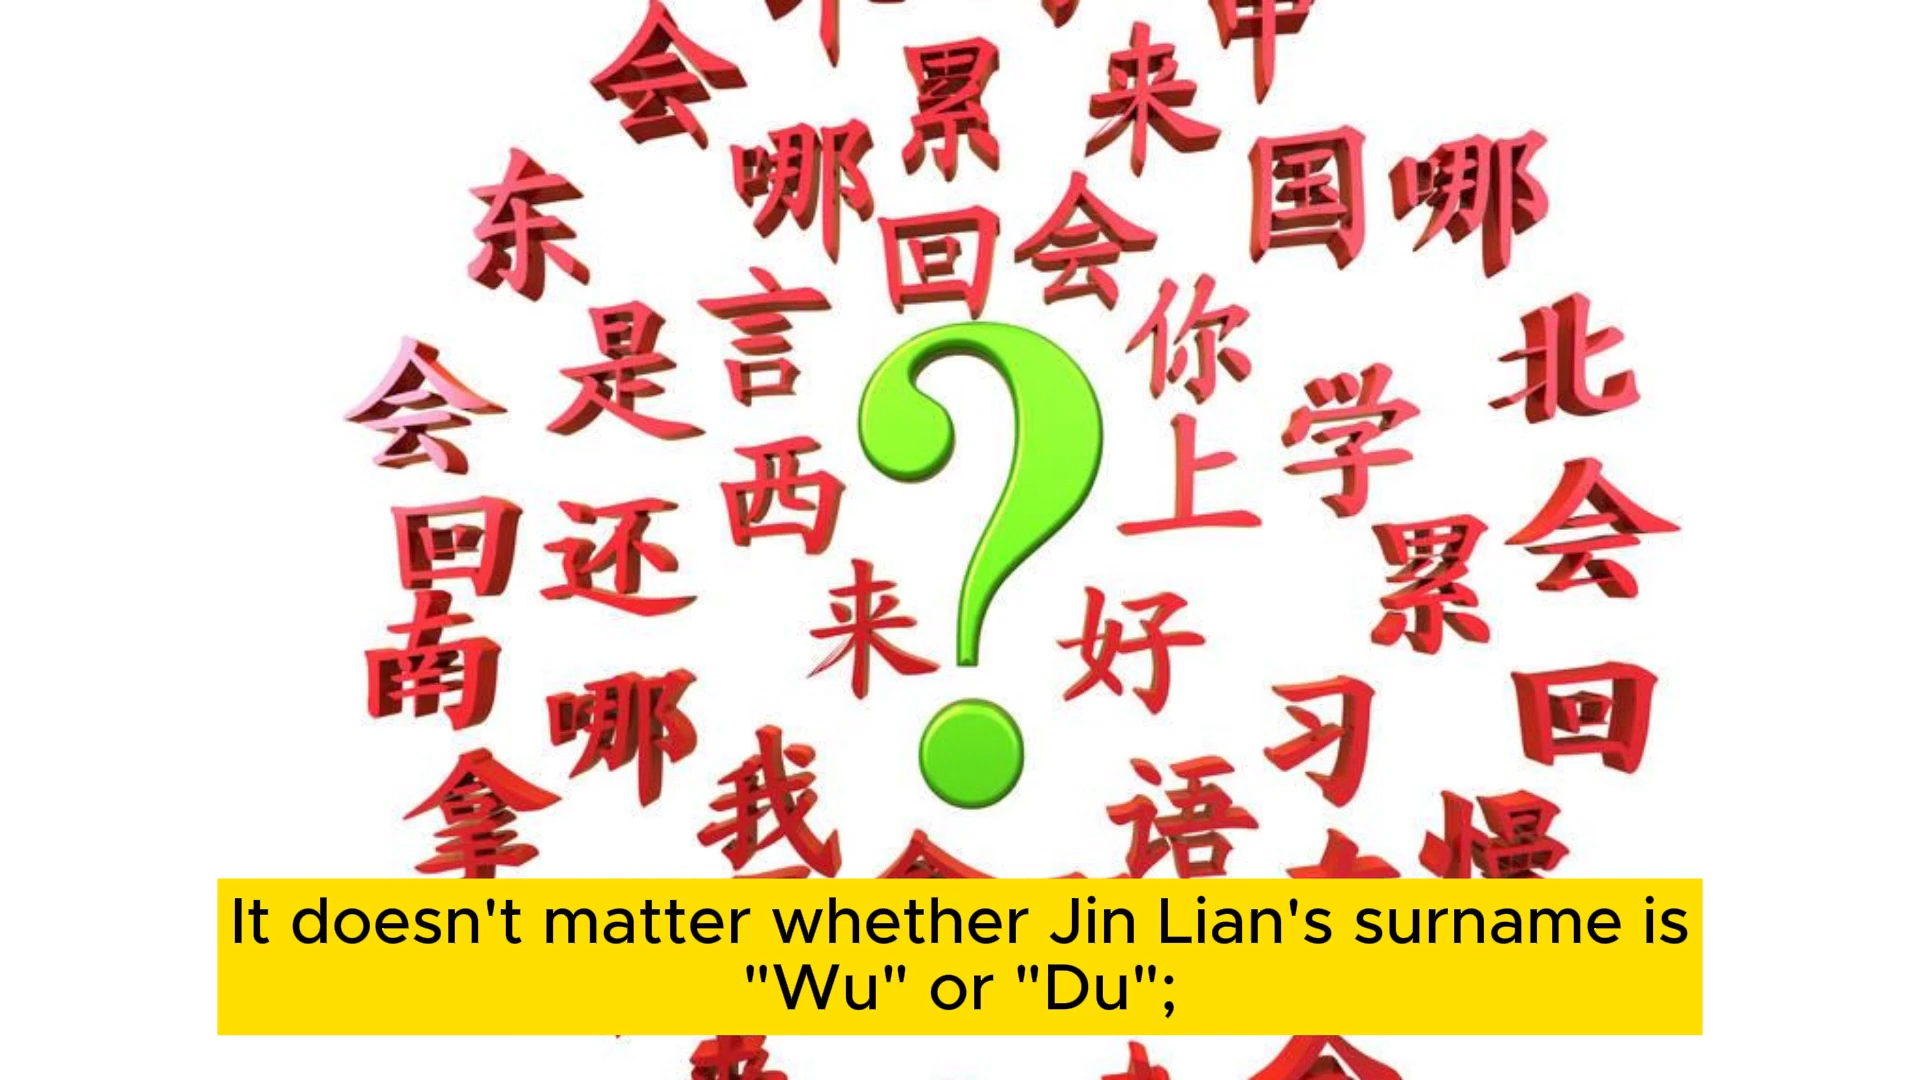 会
累
来
申
哪
国
哪
东
回
会
言
你
是
北
会
学
西
上
会
回
还
累
来
好
南
哪
习
回
我
语
拿
慢
It doesn't matter whether Jin Lian's surname is
"Wu" or "Du";